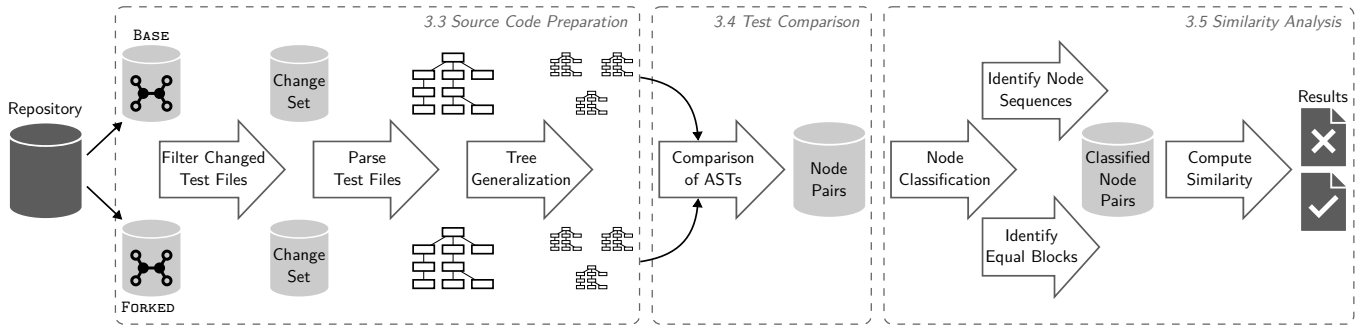 3.3 Source Code Preparation
3.4 Test Comparison
3.5 Similarity Analysis
Repository
BASE
Change
Set
Filter Changed
Test Files
Parse
Test Files
Tree
Generalization
Change
Set
FORKED
Comparison
of ASTs
Node
Pairs
Node
Classification
Identify Node
Sequences
Identify
Equal Blocks
Classified
Node
Pairs
Compute
Similarity
Results